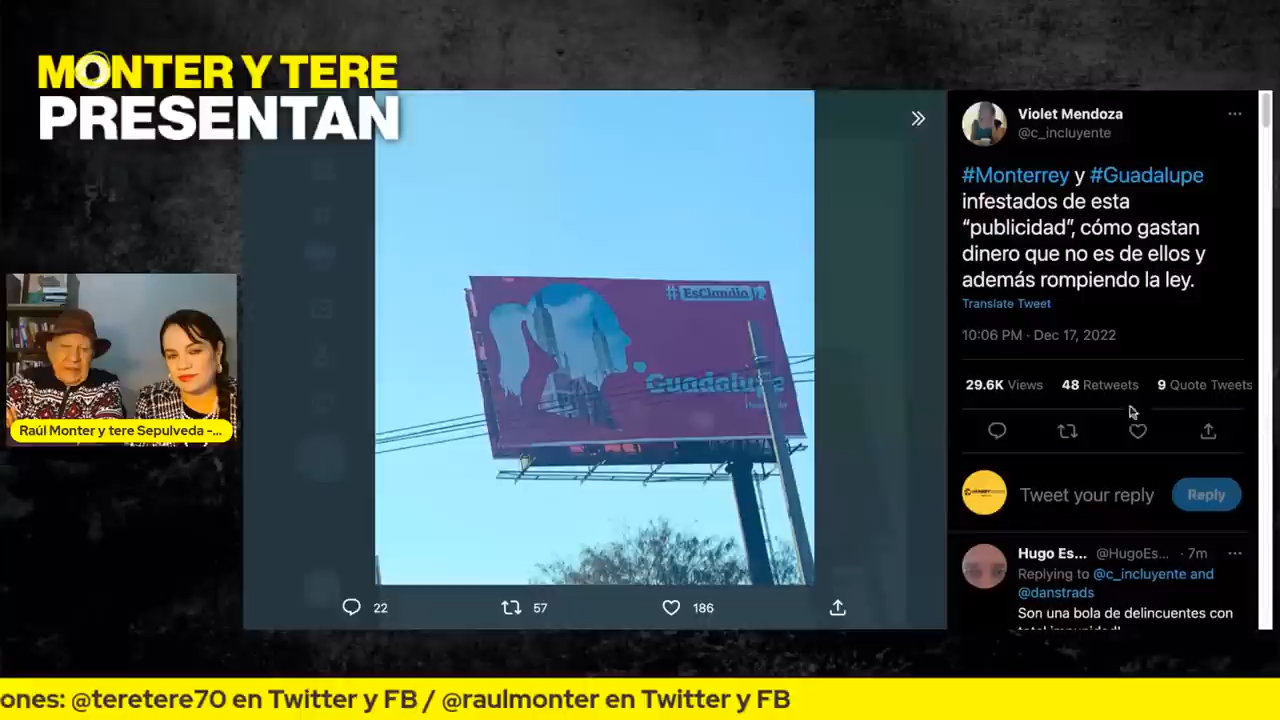 MONTER Y TERE
PRESENTAN
Raúl Monter y tere Sepulveda -...
# EsClaudia
Guadalupe
22
57
186
Violet Mendoza
@c_incluyente
#Monterrey y #Guadalupe
infestados de esta
“publicidad”, cómo gastan
dinero que no es de ellos y
además rompiendo la ley.
Translate Tweet
10:06 PM · Dec 17, 2022
29.6K Views 48 Retweets 9 Quote Tweets
Tweet your reply
Reply
Hugo Es... @HugoEs... · 7m
Replying to @c_incluyente and
@danstrads
Son una bola de delincuentes con
total impunidad!
ones: @teretere70 en Twitter y FB / @raulmonter en Twitter y FB